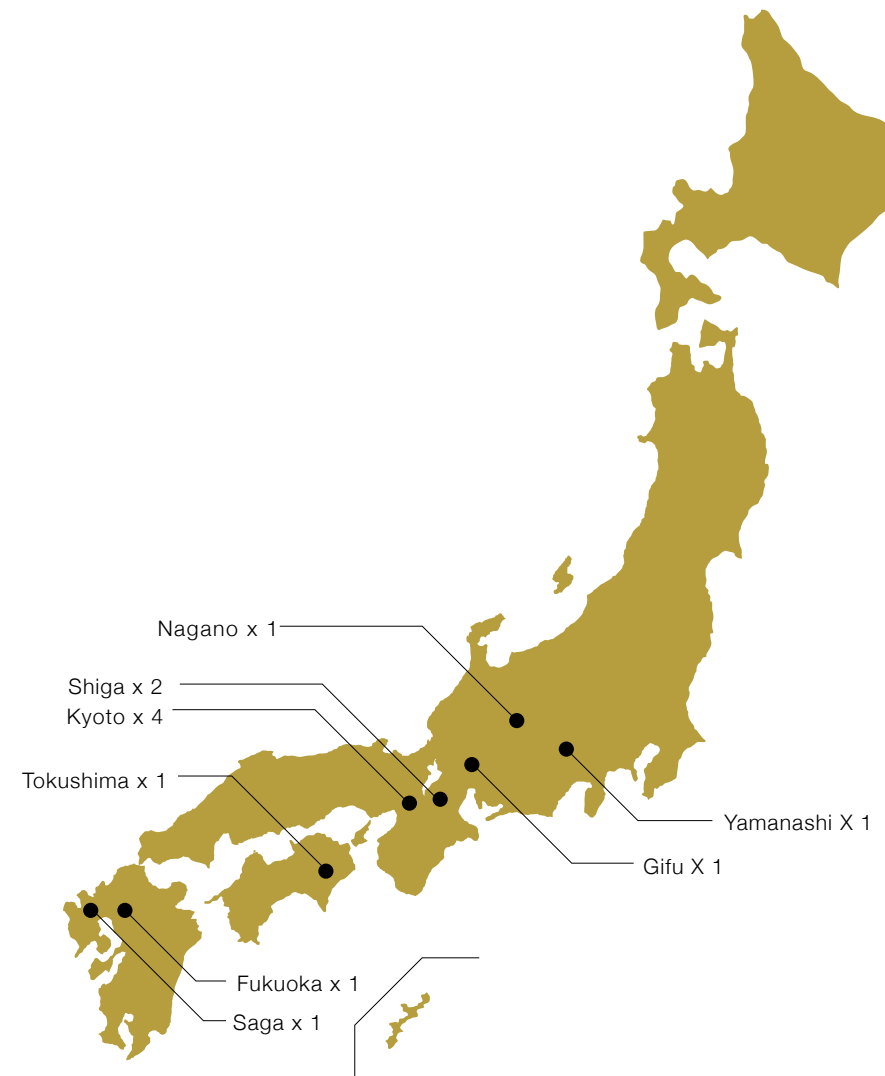 Nagano x 1
Shiga x 2
Kyoto x 4
Tokushima x 1
Yamanashi X 1
Gifu X 1
Fukuoka x 1
Saga x 1